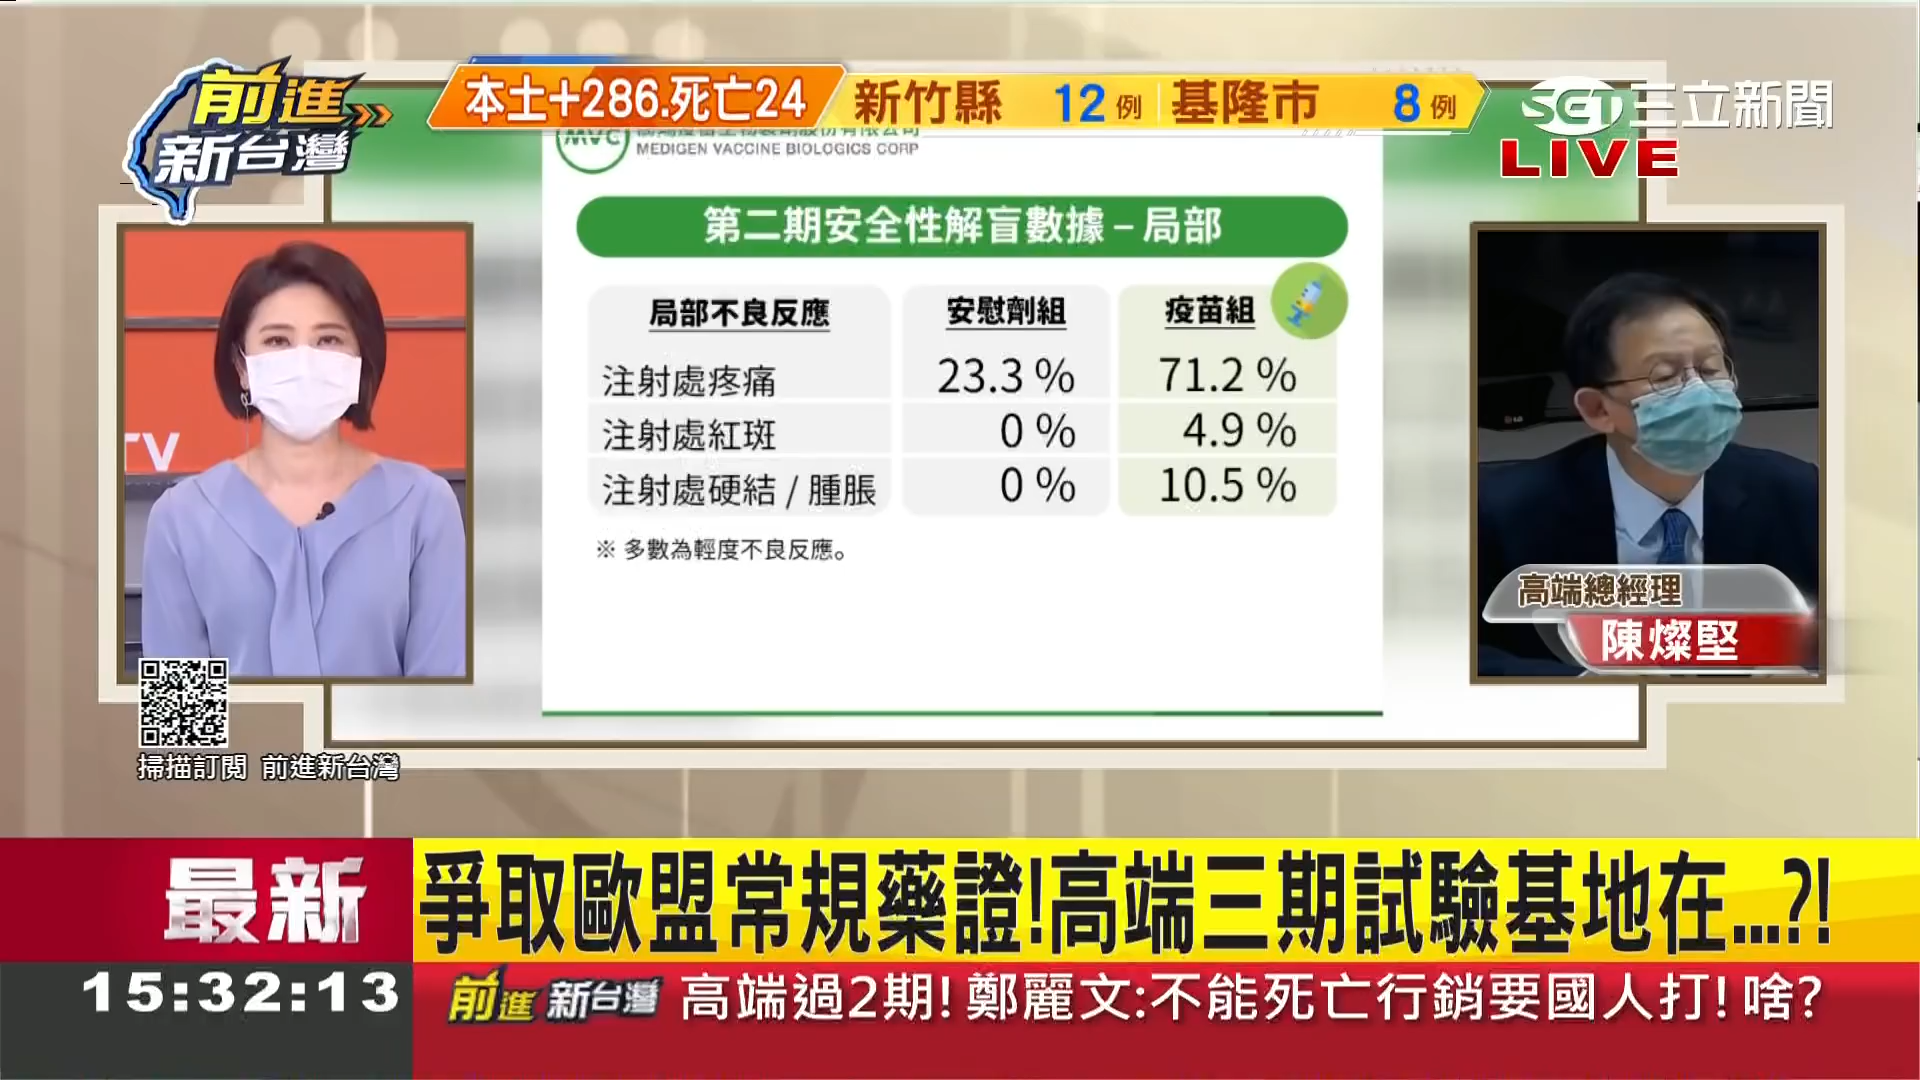 前進
新台灣
本土+286.死亡24
新竹縣 12例
基隆市 8例
SET三立新聞
LIVE
MVC
MEDIGEN VACCINE BIOLOGICS CORP
第二期安全性解盲數據－局部
局部不良反應 安慰劑組 疫苗組
注射處疼痛 23.3 % 71.2 %
注射處紅斑 0 % 4.9 %
注射處硬結 / 腫脹 0 % 10.5 %
※ 多數為輕度不良反應。
TV
高端總經理
陳燦堅
掃描訂閱 前進新台灣
最新
爭取歐盟常規藥證!高端三期試驗基地在...?!
15:32:13
前進新台灣 高端過2期!鄭麗文:不能死亡行銷要國人打!啥?